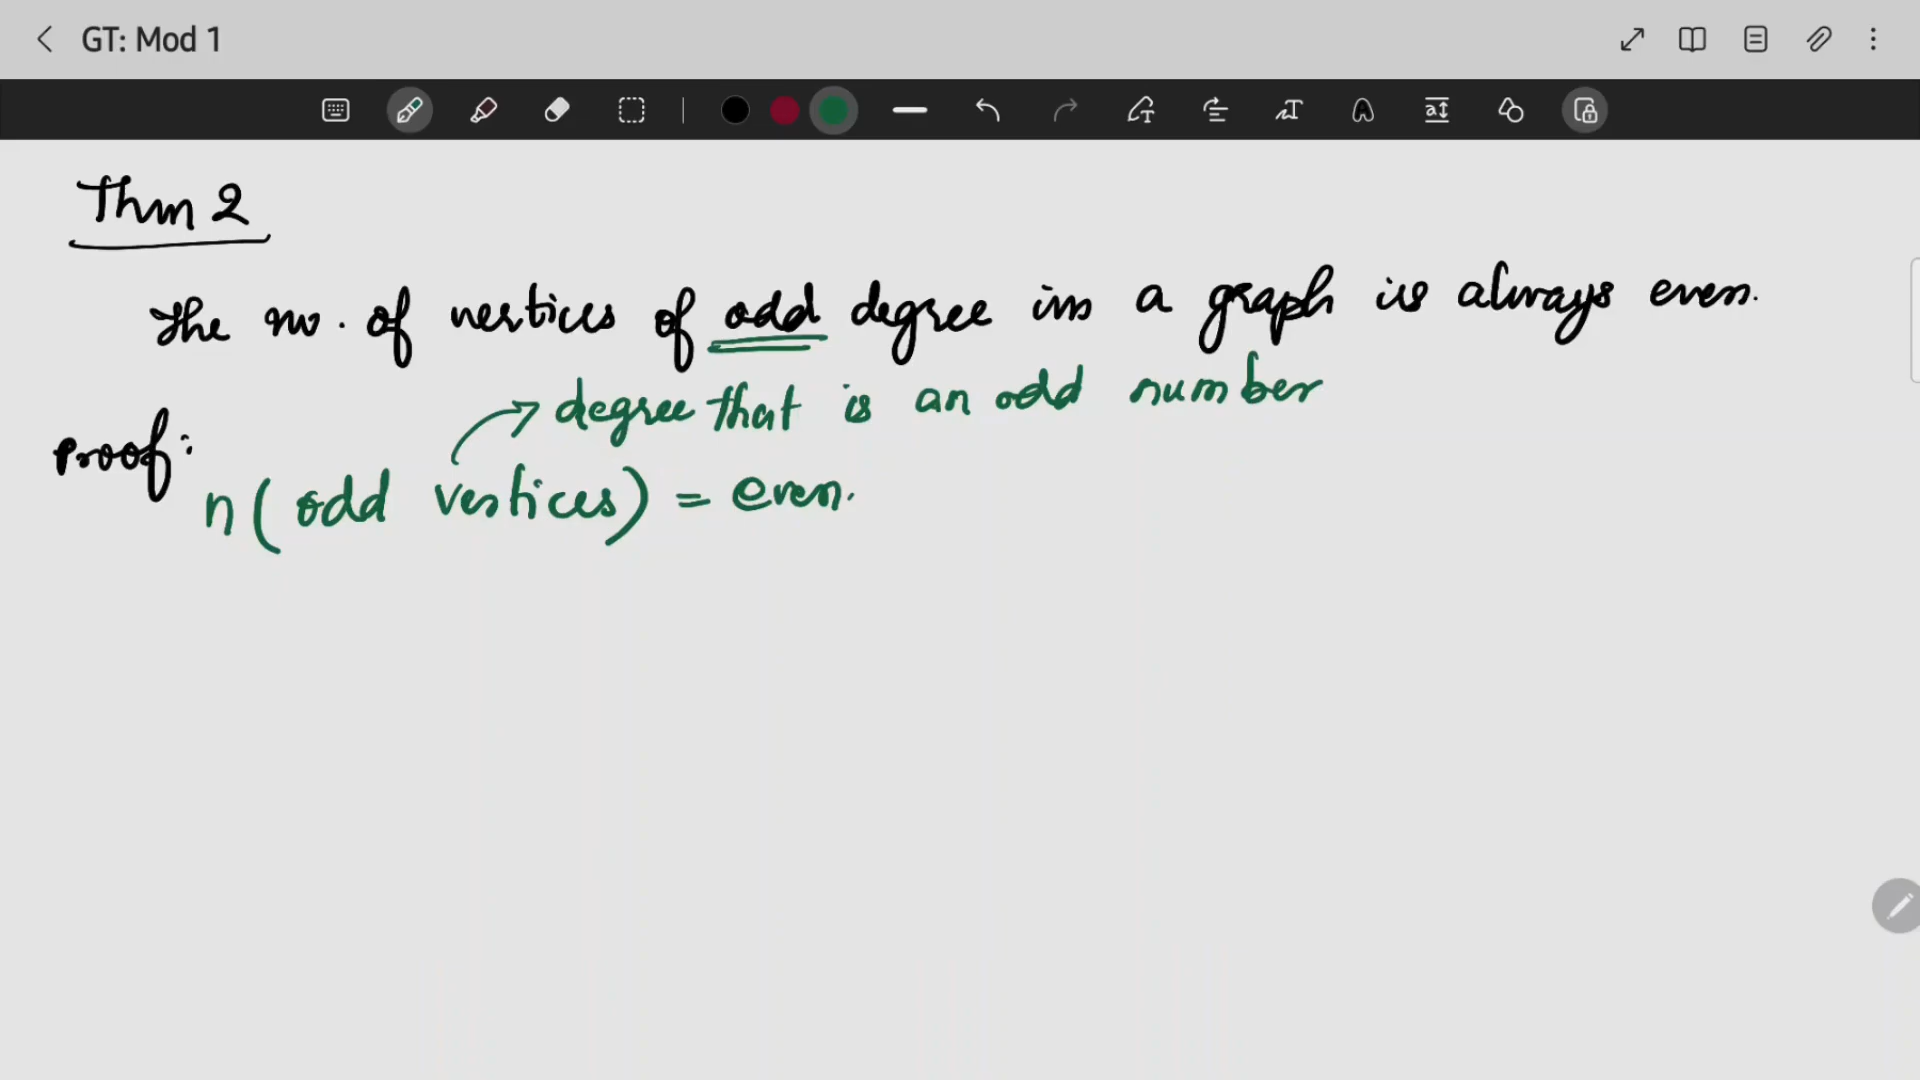 GT: Mod 1
Thm 2
The no. of vertices of odd degree in a graph is always even.
degree that is an odd number
Proof:
n( odd vertices) = even.